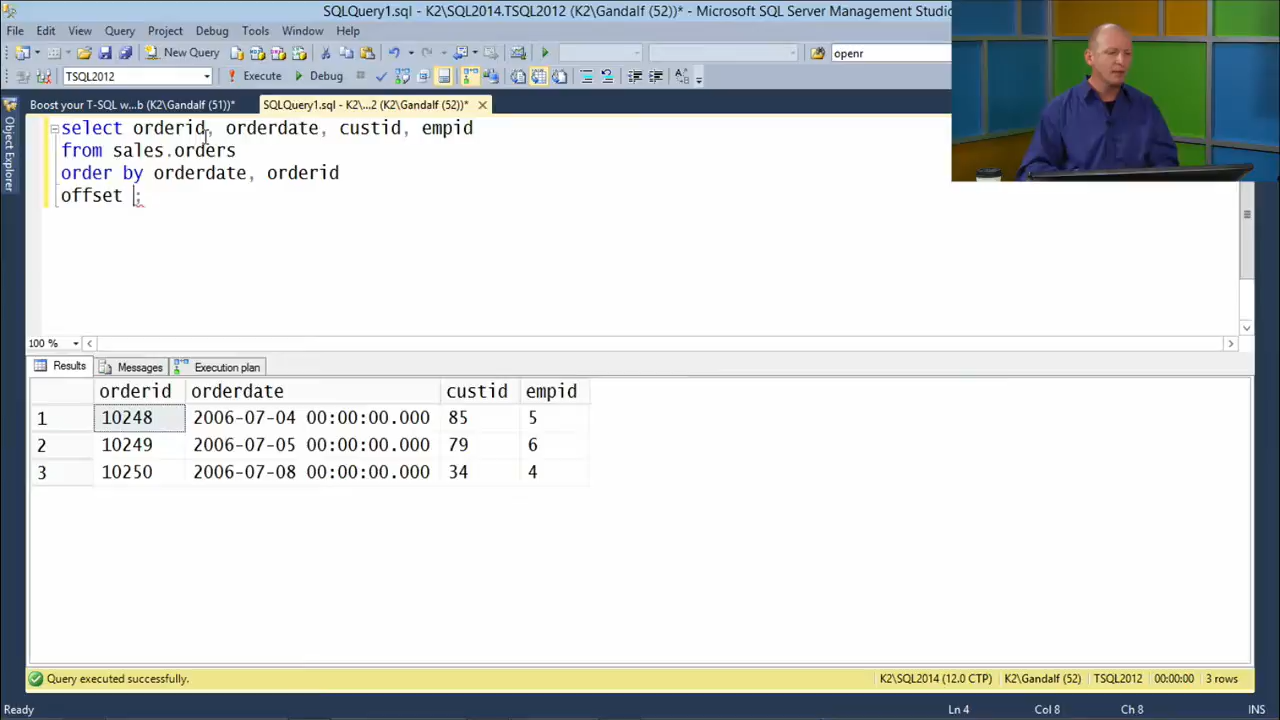 SQLQuery1.sql - K2\SQL2014.TSQL2012 (K2\Gandalf (52))* - Microsoft SQL Server Management Studio
File Edit View Query Project Debug Tools Window Help
New Query
openr
TSQL2012 Execute Debug
Boost your T-SQL w...b (K2\Gandalf (51))* SQLQuery1.sql - K2\...2 (K2\Gandalf (52))*
Object Explorer
select orderid, orderdate, custid, empid
from sales.orders
order by orderdate, orderid
offset ;
100 %
Results Messages Execution plan
orderid orderdate custid empid
1 10248 2006-07-04 00:00:00.000 85 5
2 10249 2006-07-05 00:00:00.000 79 6
3 10250 2006-07-08 00:00:00.000 34 4
Query executed successfully. K2\SQL2014 (12.0 CTP) K2\Gandalf (52) TSQL2012 00:00:00 3 rows
Ready Ln 4 Col 8 Ch 8 INS